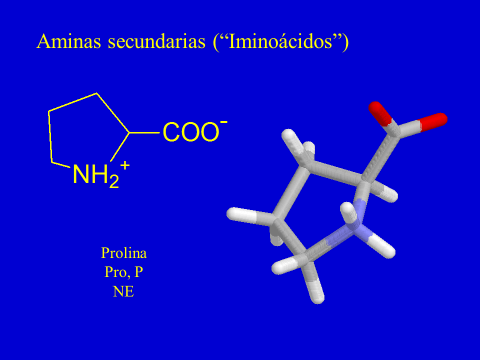 Aminas secundarias (“Iminoácidos”)
COO-
NH2+
Prolina
Pro, P
NE